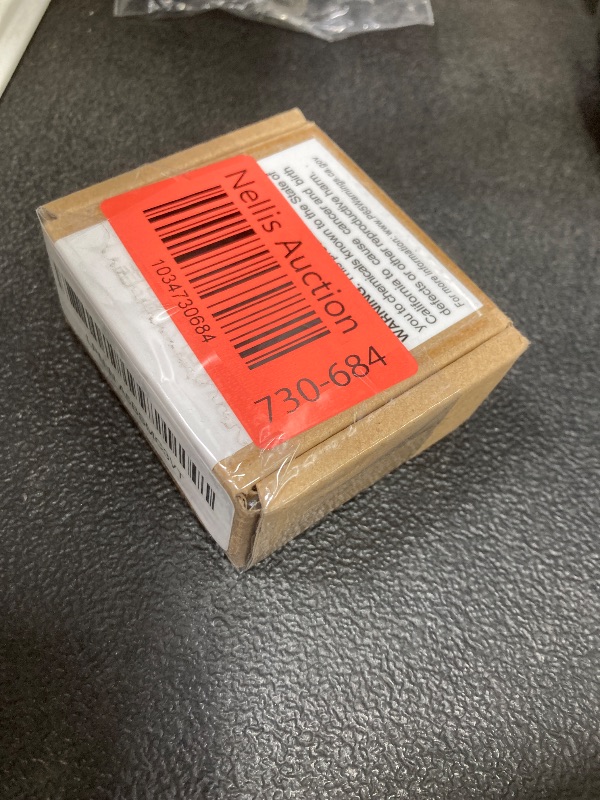 Nellis Auction
1034730684
730-684
WARNING:
you to chemicals known to the State of
California to cause cancer and birth
defects or other reproductive harm.
For more information: www.P65Warnings.ca.gov